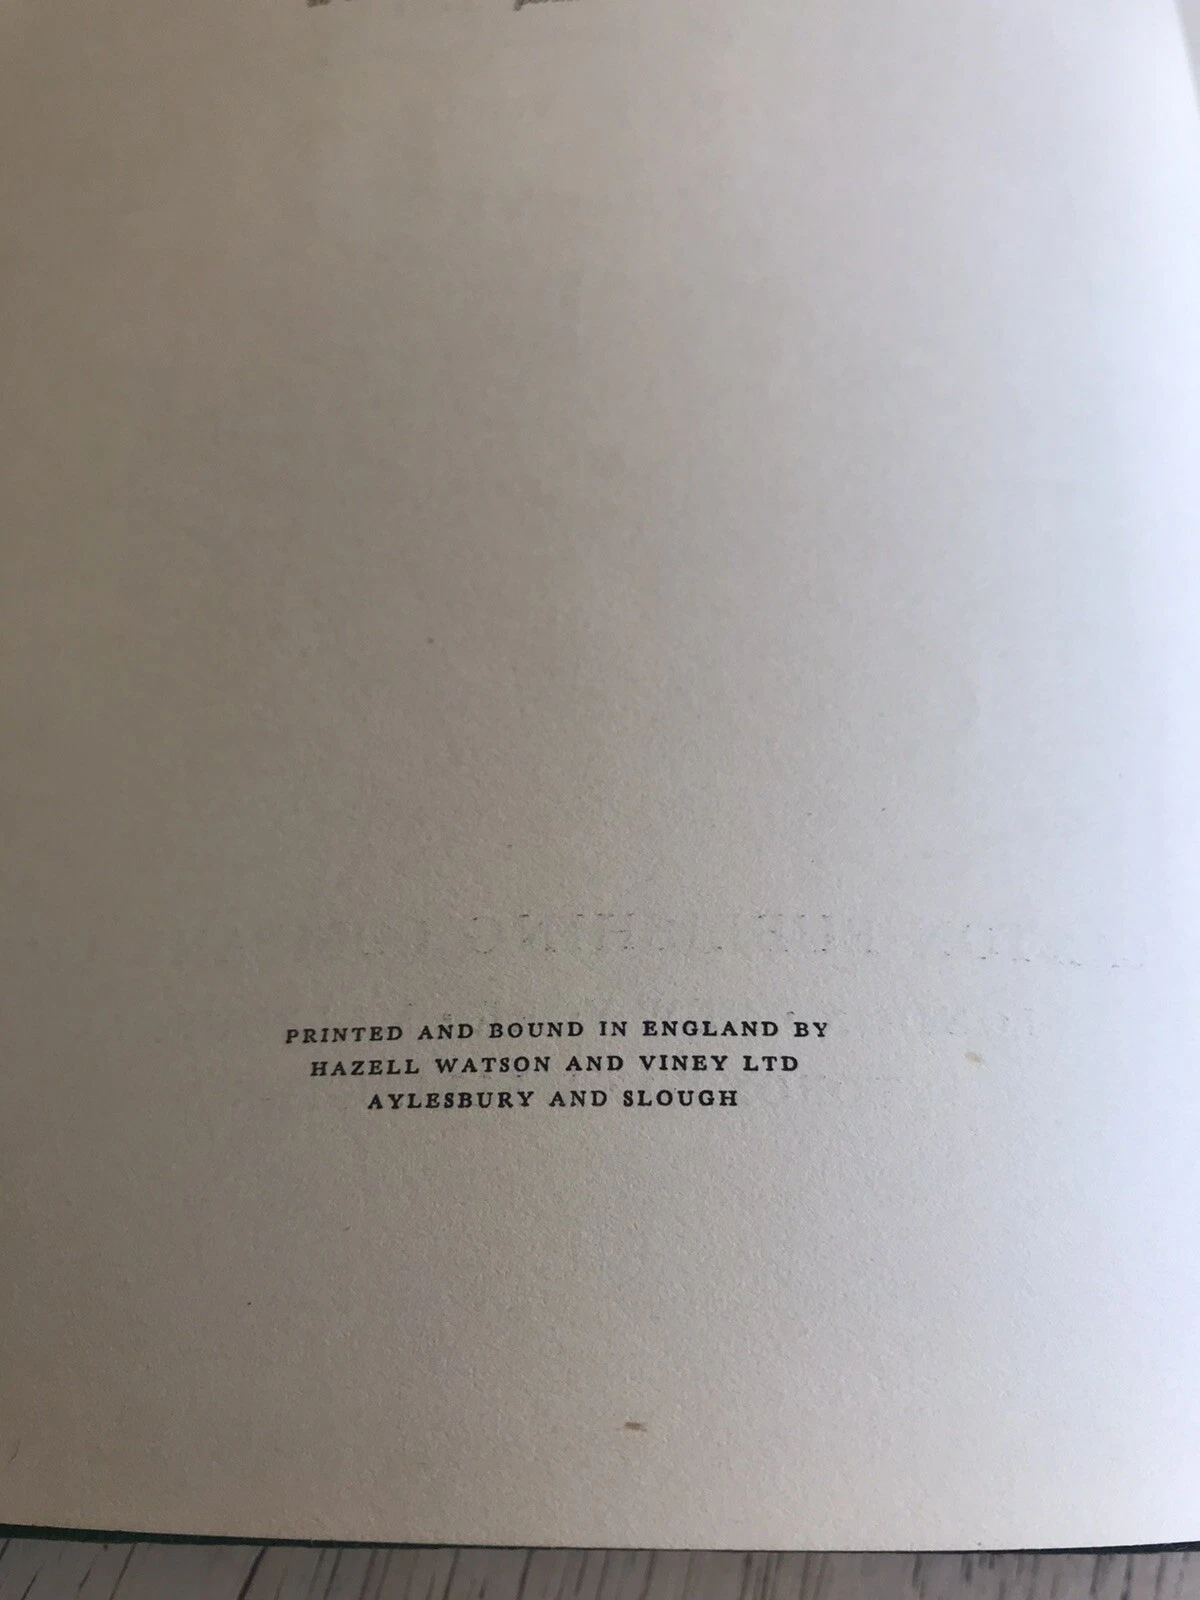 PRINTED AND BOUND IN ENGLAND BY
HAZELL WATSON AND VINEY LTD
AYLESBURY AND SLOUGH